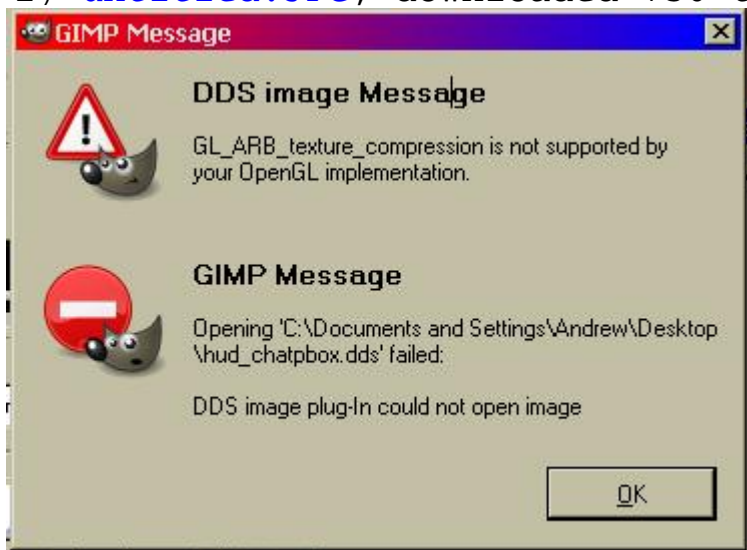 GIMP Message
DDS image Message
GL_ARB_texture_compression is not supported by
your OpenGL implementation.
GIMP Message
Opening 'C:\Documents and Settings\Andrew\Desktop
\hud_chatpbox.dds' failed:
DDS image plug-In could not open image
OK